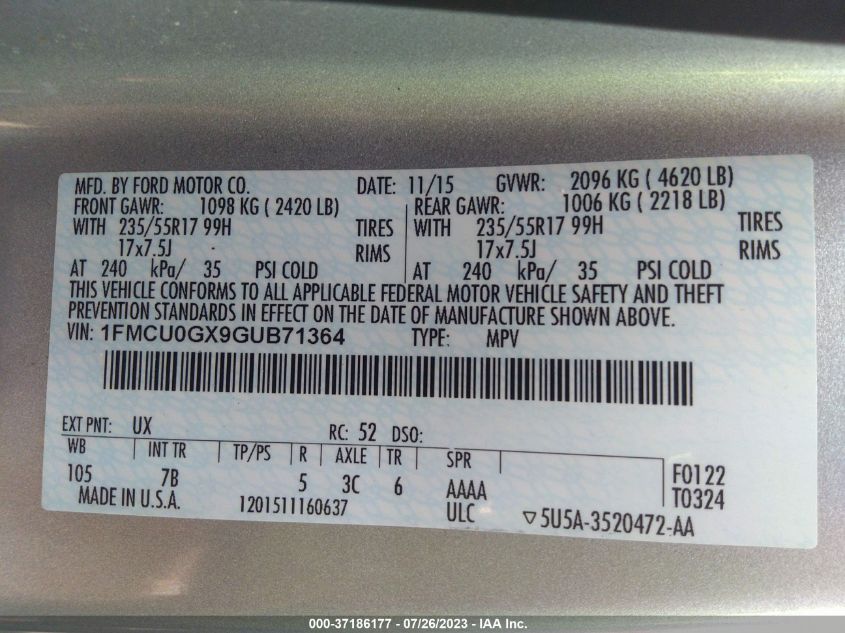 MFD. BY FORD MOTOR CO. DATE: 11/15 GVWR: 2096 KG ( 4620 LB)
FRONT GAWR: 1098 KG ( 2420 LB) REAR GAWR: 1006 KG ( 2218 LB)
WITH 235/55R17 99H TIRES WITH 235/55R17 99H TIRES
17x7.5J RIMS 17x7.5J RIMS
AT 240 kPa/ 35 PSI COLD AT 240 kPa/ 35 PSI COLD
THIS VEHICLE CONFORMS TO ALL APPLICABLE FEDERAL MOTOR VEHICLE SAFETY AND THEFT
PREVENTION STANDARDS IN EFFECT ON THE DATE OF MANUFACTURE SHOWN ABOVE.
VIN: 1FMCU0GX9GUB71364 TYPE: MPV
EXT PNT: UX RC: 52 DSO:
WB INT TR TP/PS R AXLE TR SPR
105 7B 5 3C 6 AAAA F0122
MADE IN U.S.A. 1201511160637 ULC ▽5U5A-3520472-AA T0324
000-37186177 - 07/26/2023 - IAA Inc.